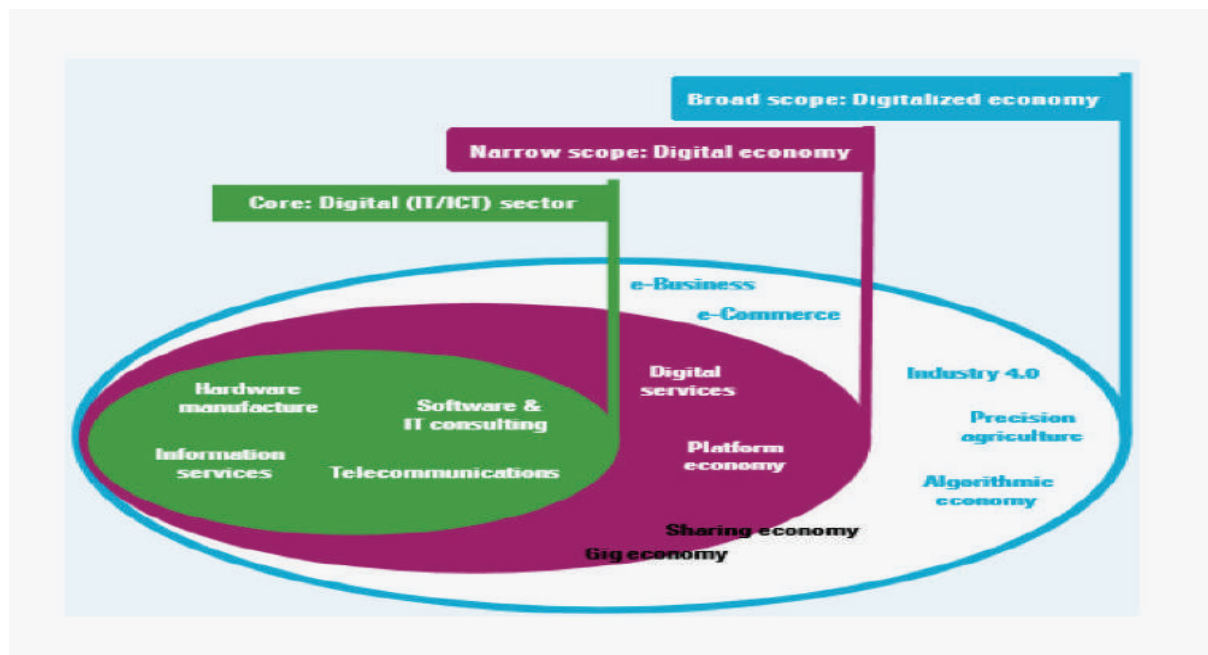 Broad scope: Digitalized economy
Narrow scope: Digital economy
Core: Digital (IT/ICT) sector
e-Business
e-Commerce
Hardware
manufacture
Software &
IT consulting
Information
services
Telecommunications
Digital
services
Platform
economy
Sharing economy
Gig economy
Industry 4.0
Precision
agriculture
Algorithmic
economy